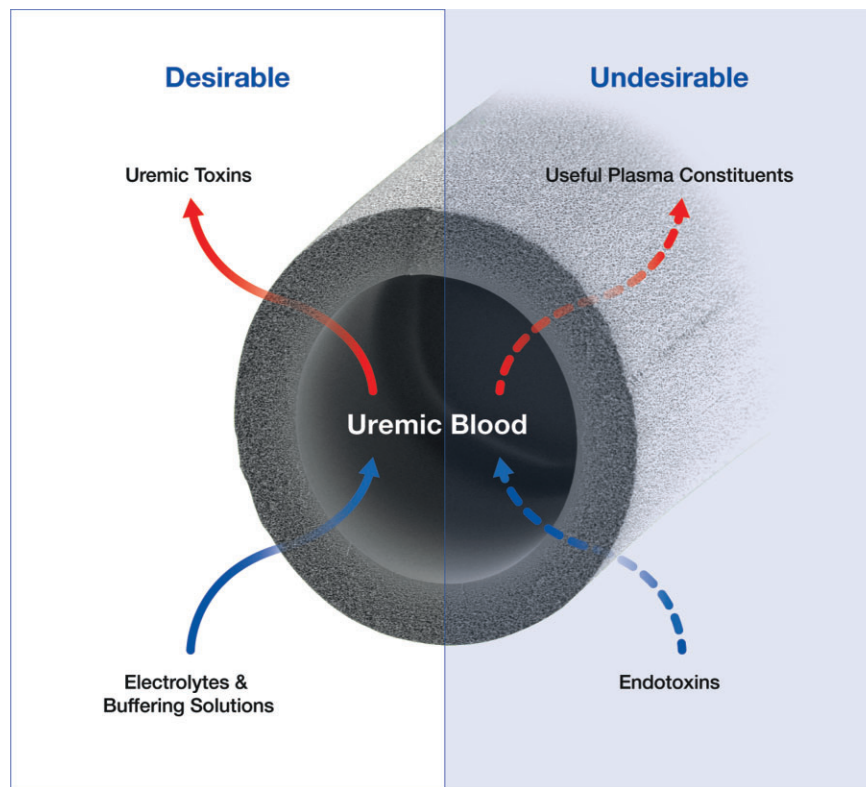 Desirable
Undesirable
Uremic Toxins
Useful Plasma Constituents
Uremic Blood
Electrolytes &
Buffering Solutions
Endotoxins